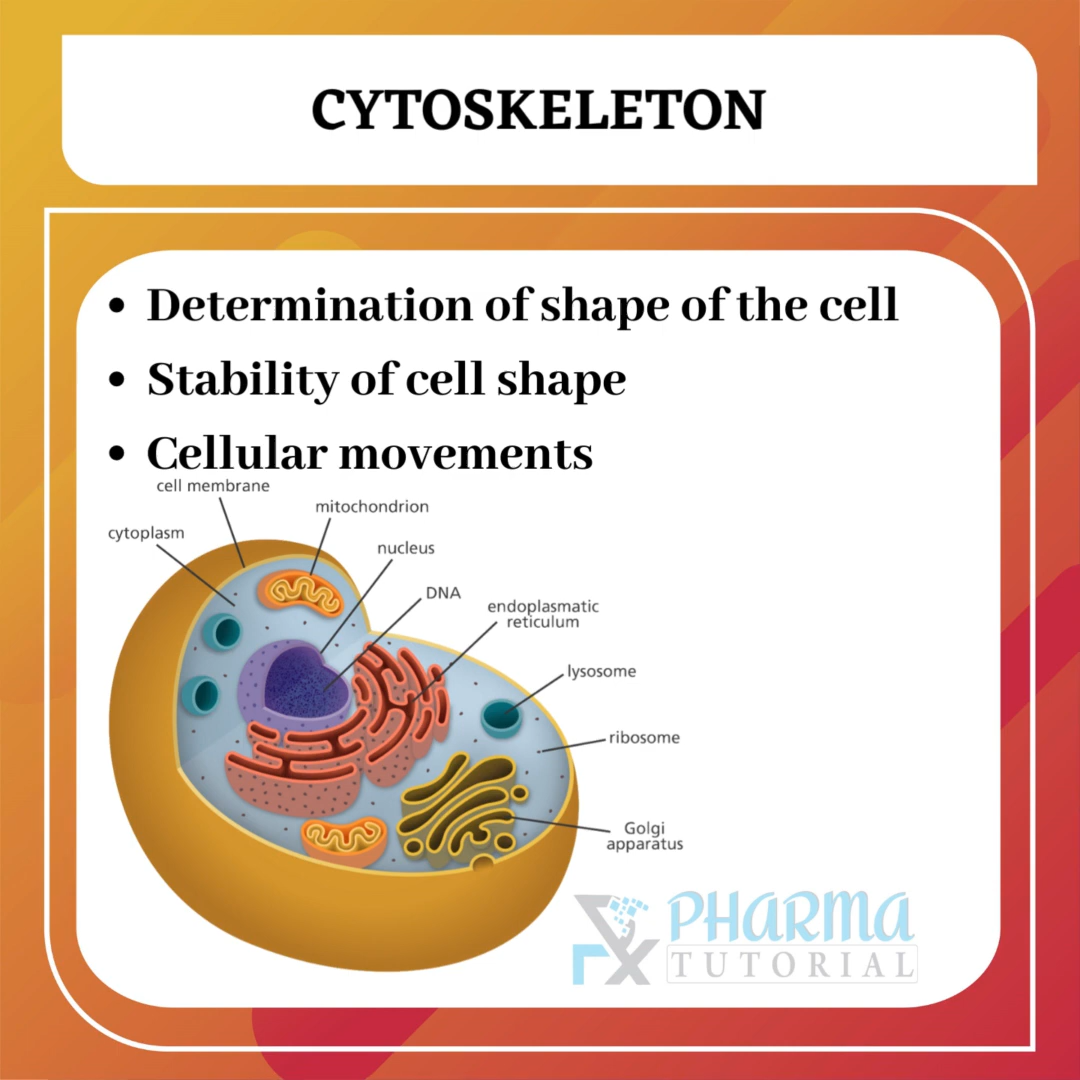 CYTOSKELETON
• Determination of shape of the cell
• Stability of cell shape
• Cellular movements
cell membrane
mitochondrion
cytoplasm
nucleus
DNA
endoplasmatic
reticulum
lysosome
ribosome
Golgi
apparatus
PHARMA
TUTORIAL